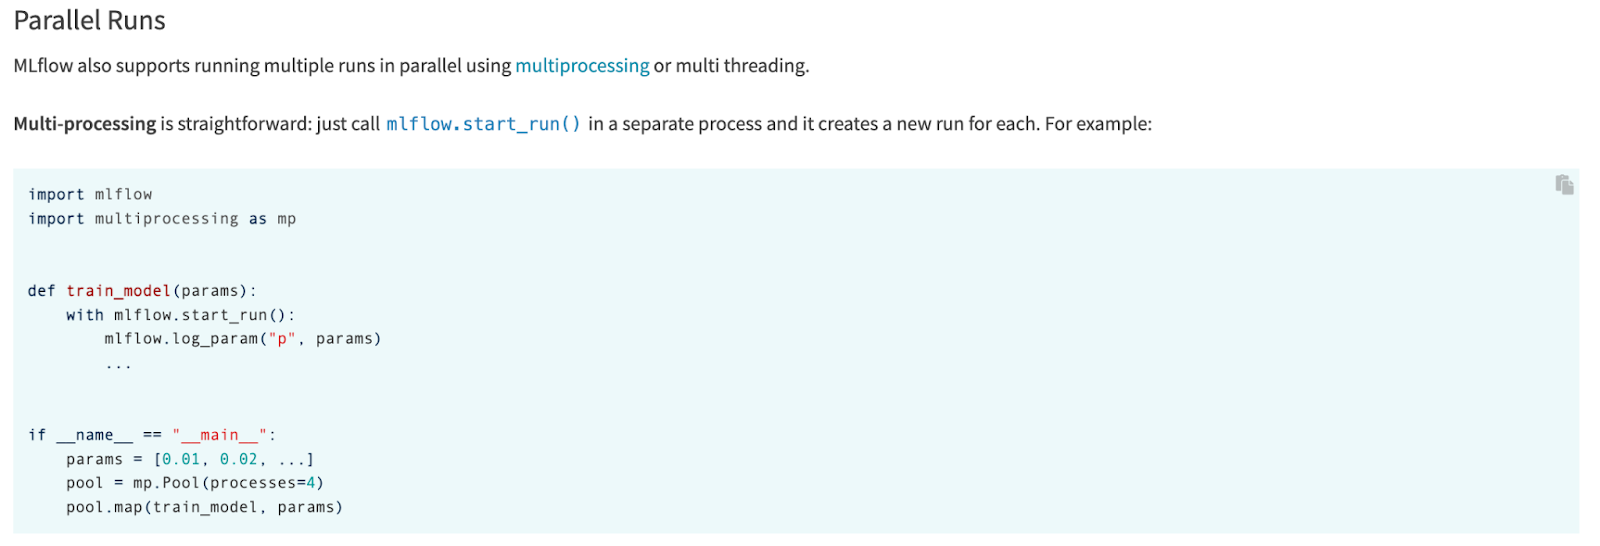 Parallel Runs
MLflow also supports running multiple runs in parallel using multiprocessing or multi threading.
Multi-processing is straightforward: just call mlflow.start_run() in a separate process and it creates a new run for each. For example:
import mlflow
import multiprocessing as mp
def train_model(params):
    with mlflow.start_run():
        mlflow.log_param("p", params)
        ...
if __name__ == "__main__":
    params = [0.01, 0.02, ...]
    pool = mp.Pool(processes=4)
    pool.map(train_model, params)